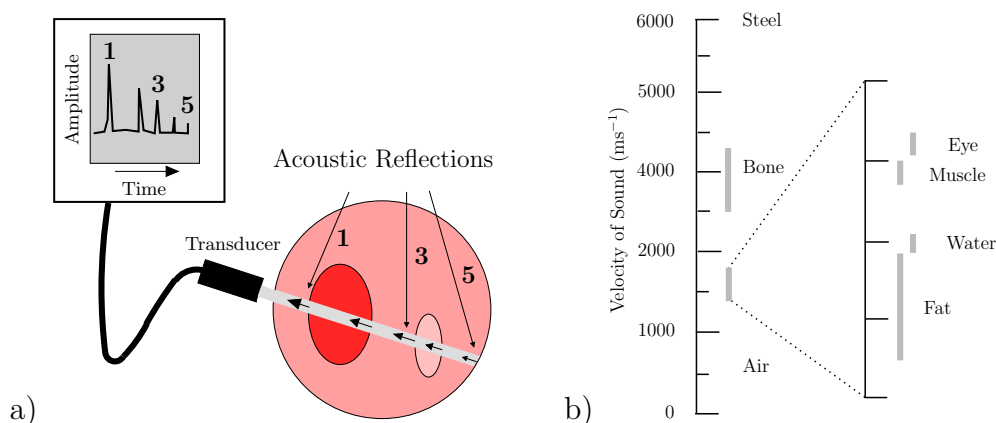 1
3
5
Amplitude
Time
Acoustic Reflections
Transducer
1
3
5
a)
6000
5000
4000
2000
1000
0
Velocity of Sound (ms⁻¹)
Steel
Bone
Air
Eye
Muscle
Water
Fat
b)